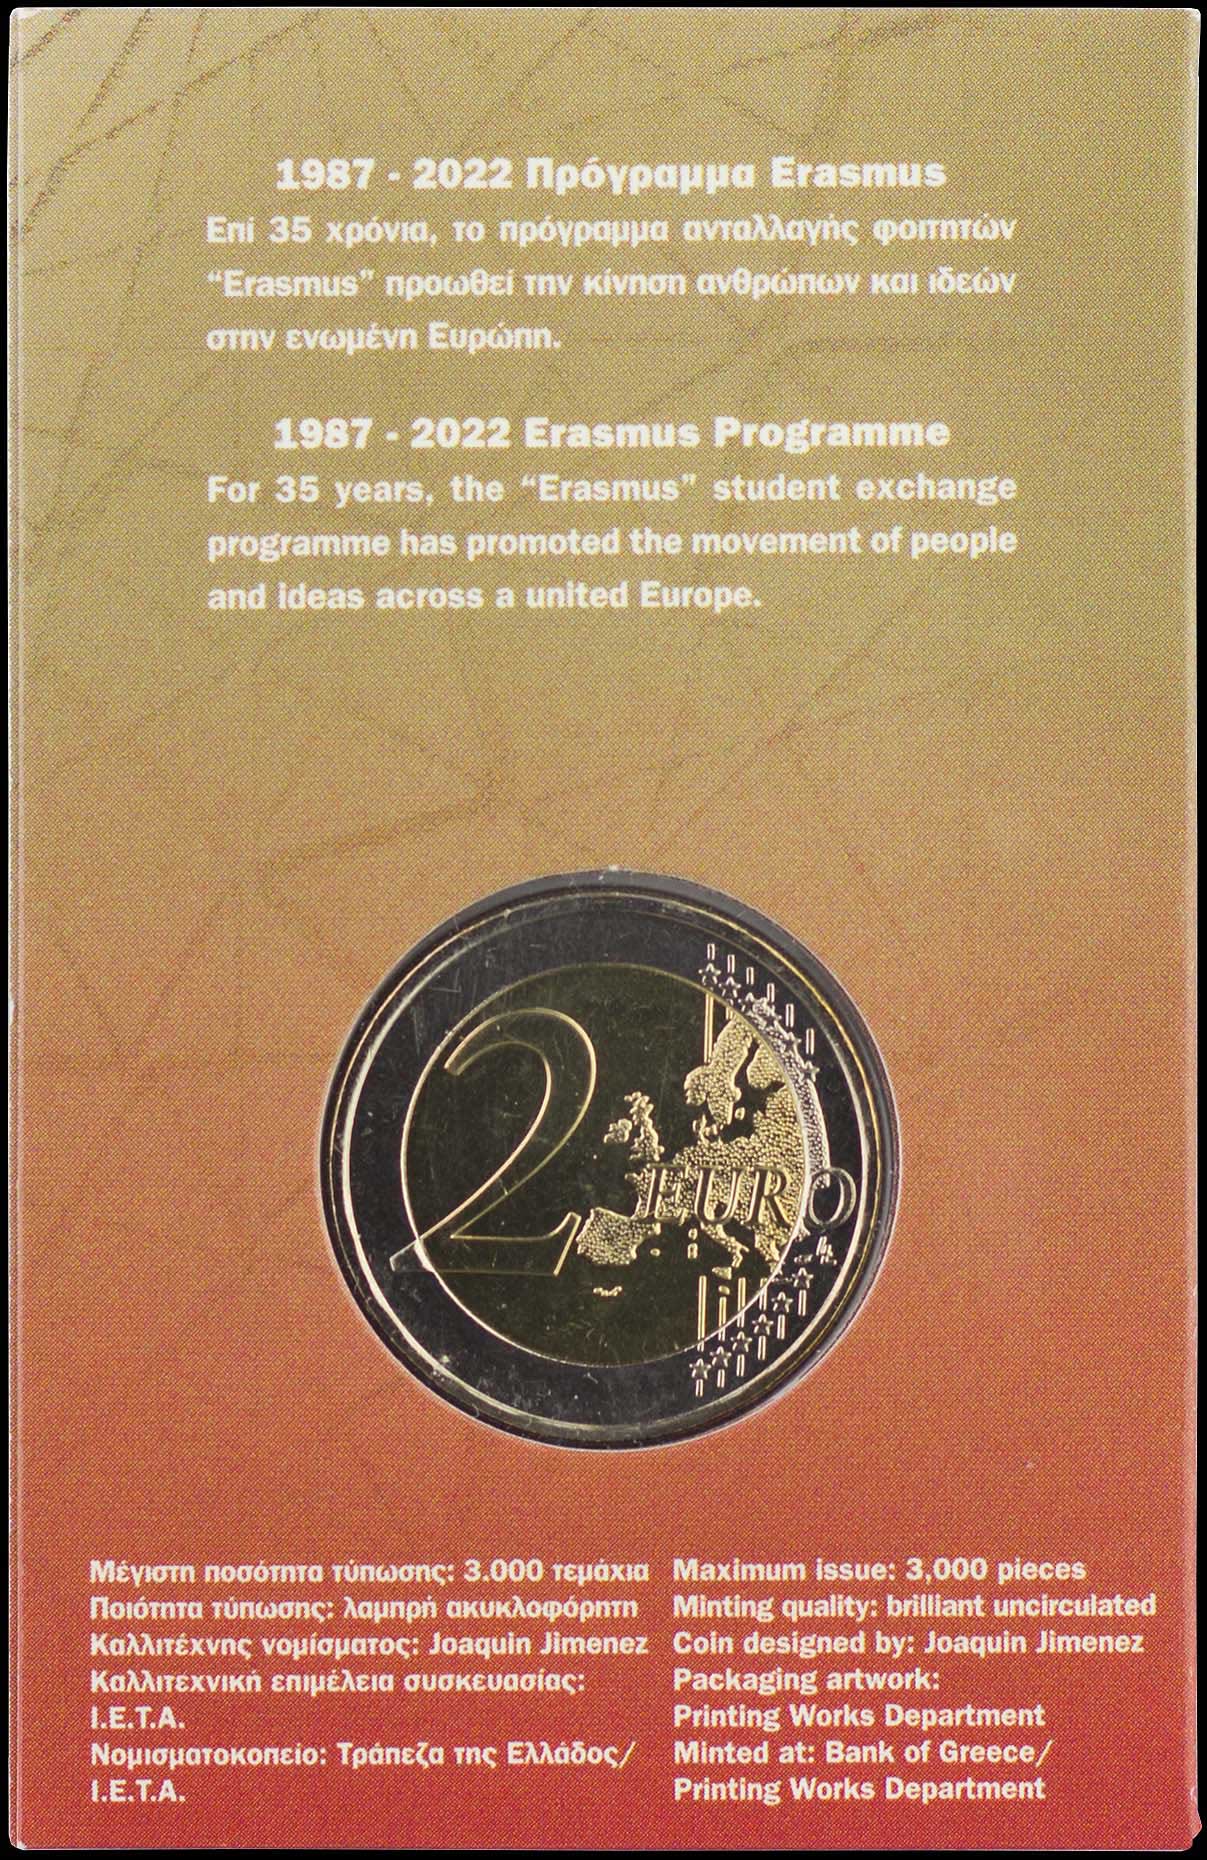 1987 - 2022 Πρόγραμμα Erasmus
Επί 35 χρόνια, το πρόγραμμα ανταλλαγής φοιτητών
“Erasmus” προωθεί την κίνηση ανθρώπων και ιδεών
στην ενωμένη Ευρώπη.
1987 - 2022 Erasmus Programme
For 35 years, the “Erasmus” student exchange
programme has promoted the movement of people
and ideas across a united Europe.
2 EURO
Μέγιστη ποσότητα τύπωσης: 3.000 τεμάχια
Ποιότητα τύπωσης: λαμπρή ακυκλοφόρητη
Καλλιτέχνης νομίσματος: Joaquin Jimenez
Καλλιτεχνική επιμέλεια συσκευασίας:
Ι.Ε.Τ.Α.
Νομισματοκοπείο: Τράπεζα της Ελλάδος/
Ι.Ε.Τ.Α.
Maximum issue: 3,000 pieces
Minting quality: brilliant uncirculated
Coin designed by: Joaquin Jimenez
Packaging artwork:
Printing Works Department
Minted at: Bank of Greece/
Printing Works Department